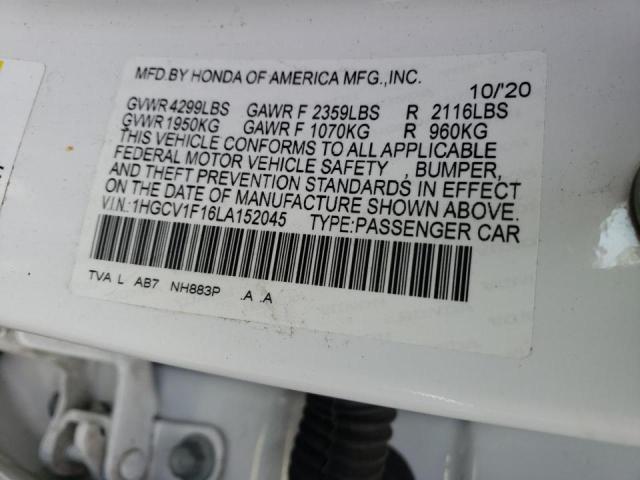 MFD.BY HONDA OF AMERICA MFG.,INC. 10/'20
GVWR 4299LBS GAWR F 2359LBS R 2116LBS
GVWR 1950KG GAWR F 1070KG R 960KG
THIS VEHICLE CONFORMS TO ALL APPLICABLE
FEDERAL MOTOR VEHICLE SAFETY , BUMPER,
AND THEFT PREVENTION STANDARDS IN EFFECT
ON THE DATE OF MANUFACTURE SHOWN ABOVE.
V.I.N.:1HGCV1F16LA152045 TYPE:PASSENGER CAR
TVA L AB7 NH883P .A .A